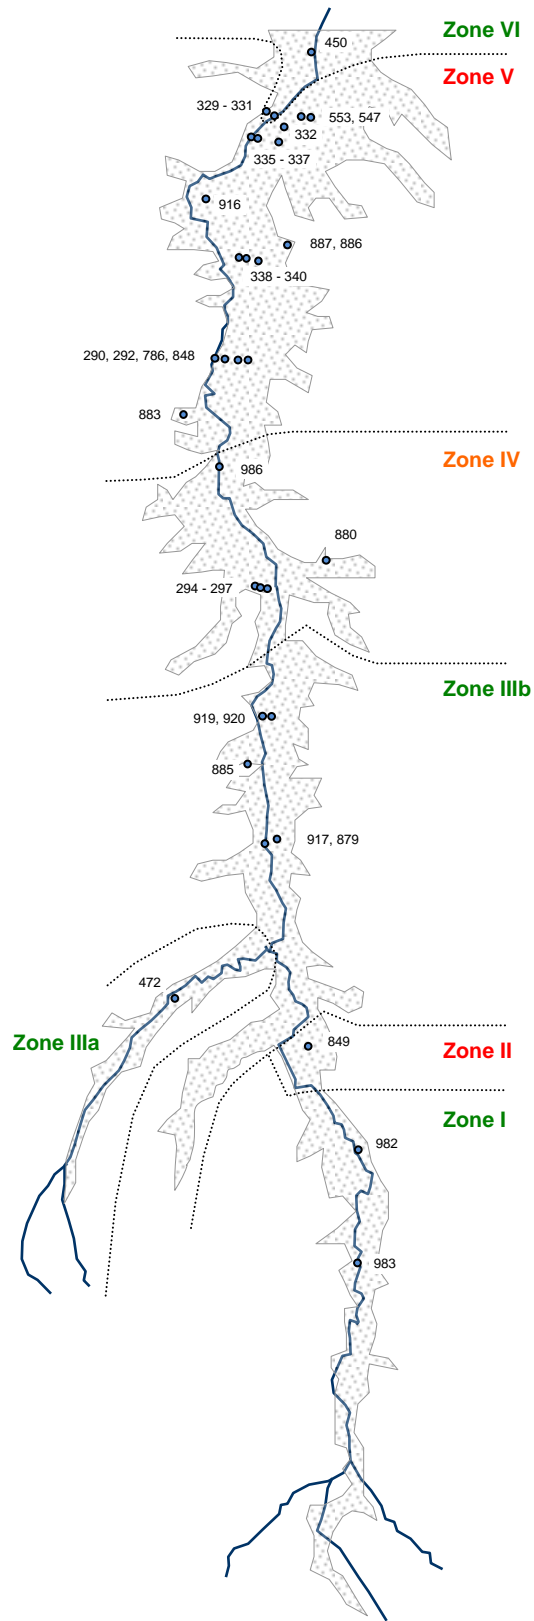 Zone VI
450
Zone V
329 - 331
553, 547
332
335 - 337
916
887, 886
338 - 340
290, 292, 786, 848
883
Zone IV
986
880
294 - 297
Zone IIIb
919, 920
885
917, 879
472
Zone IIIa
849
Zone II
Zone I
982
983